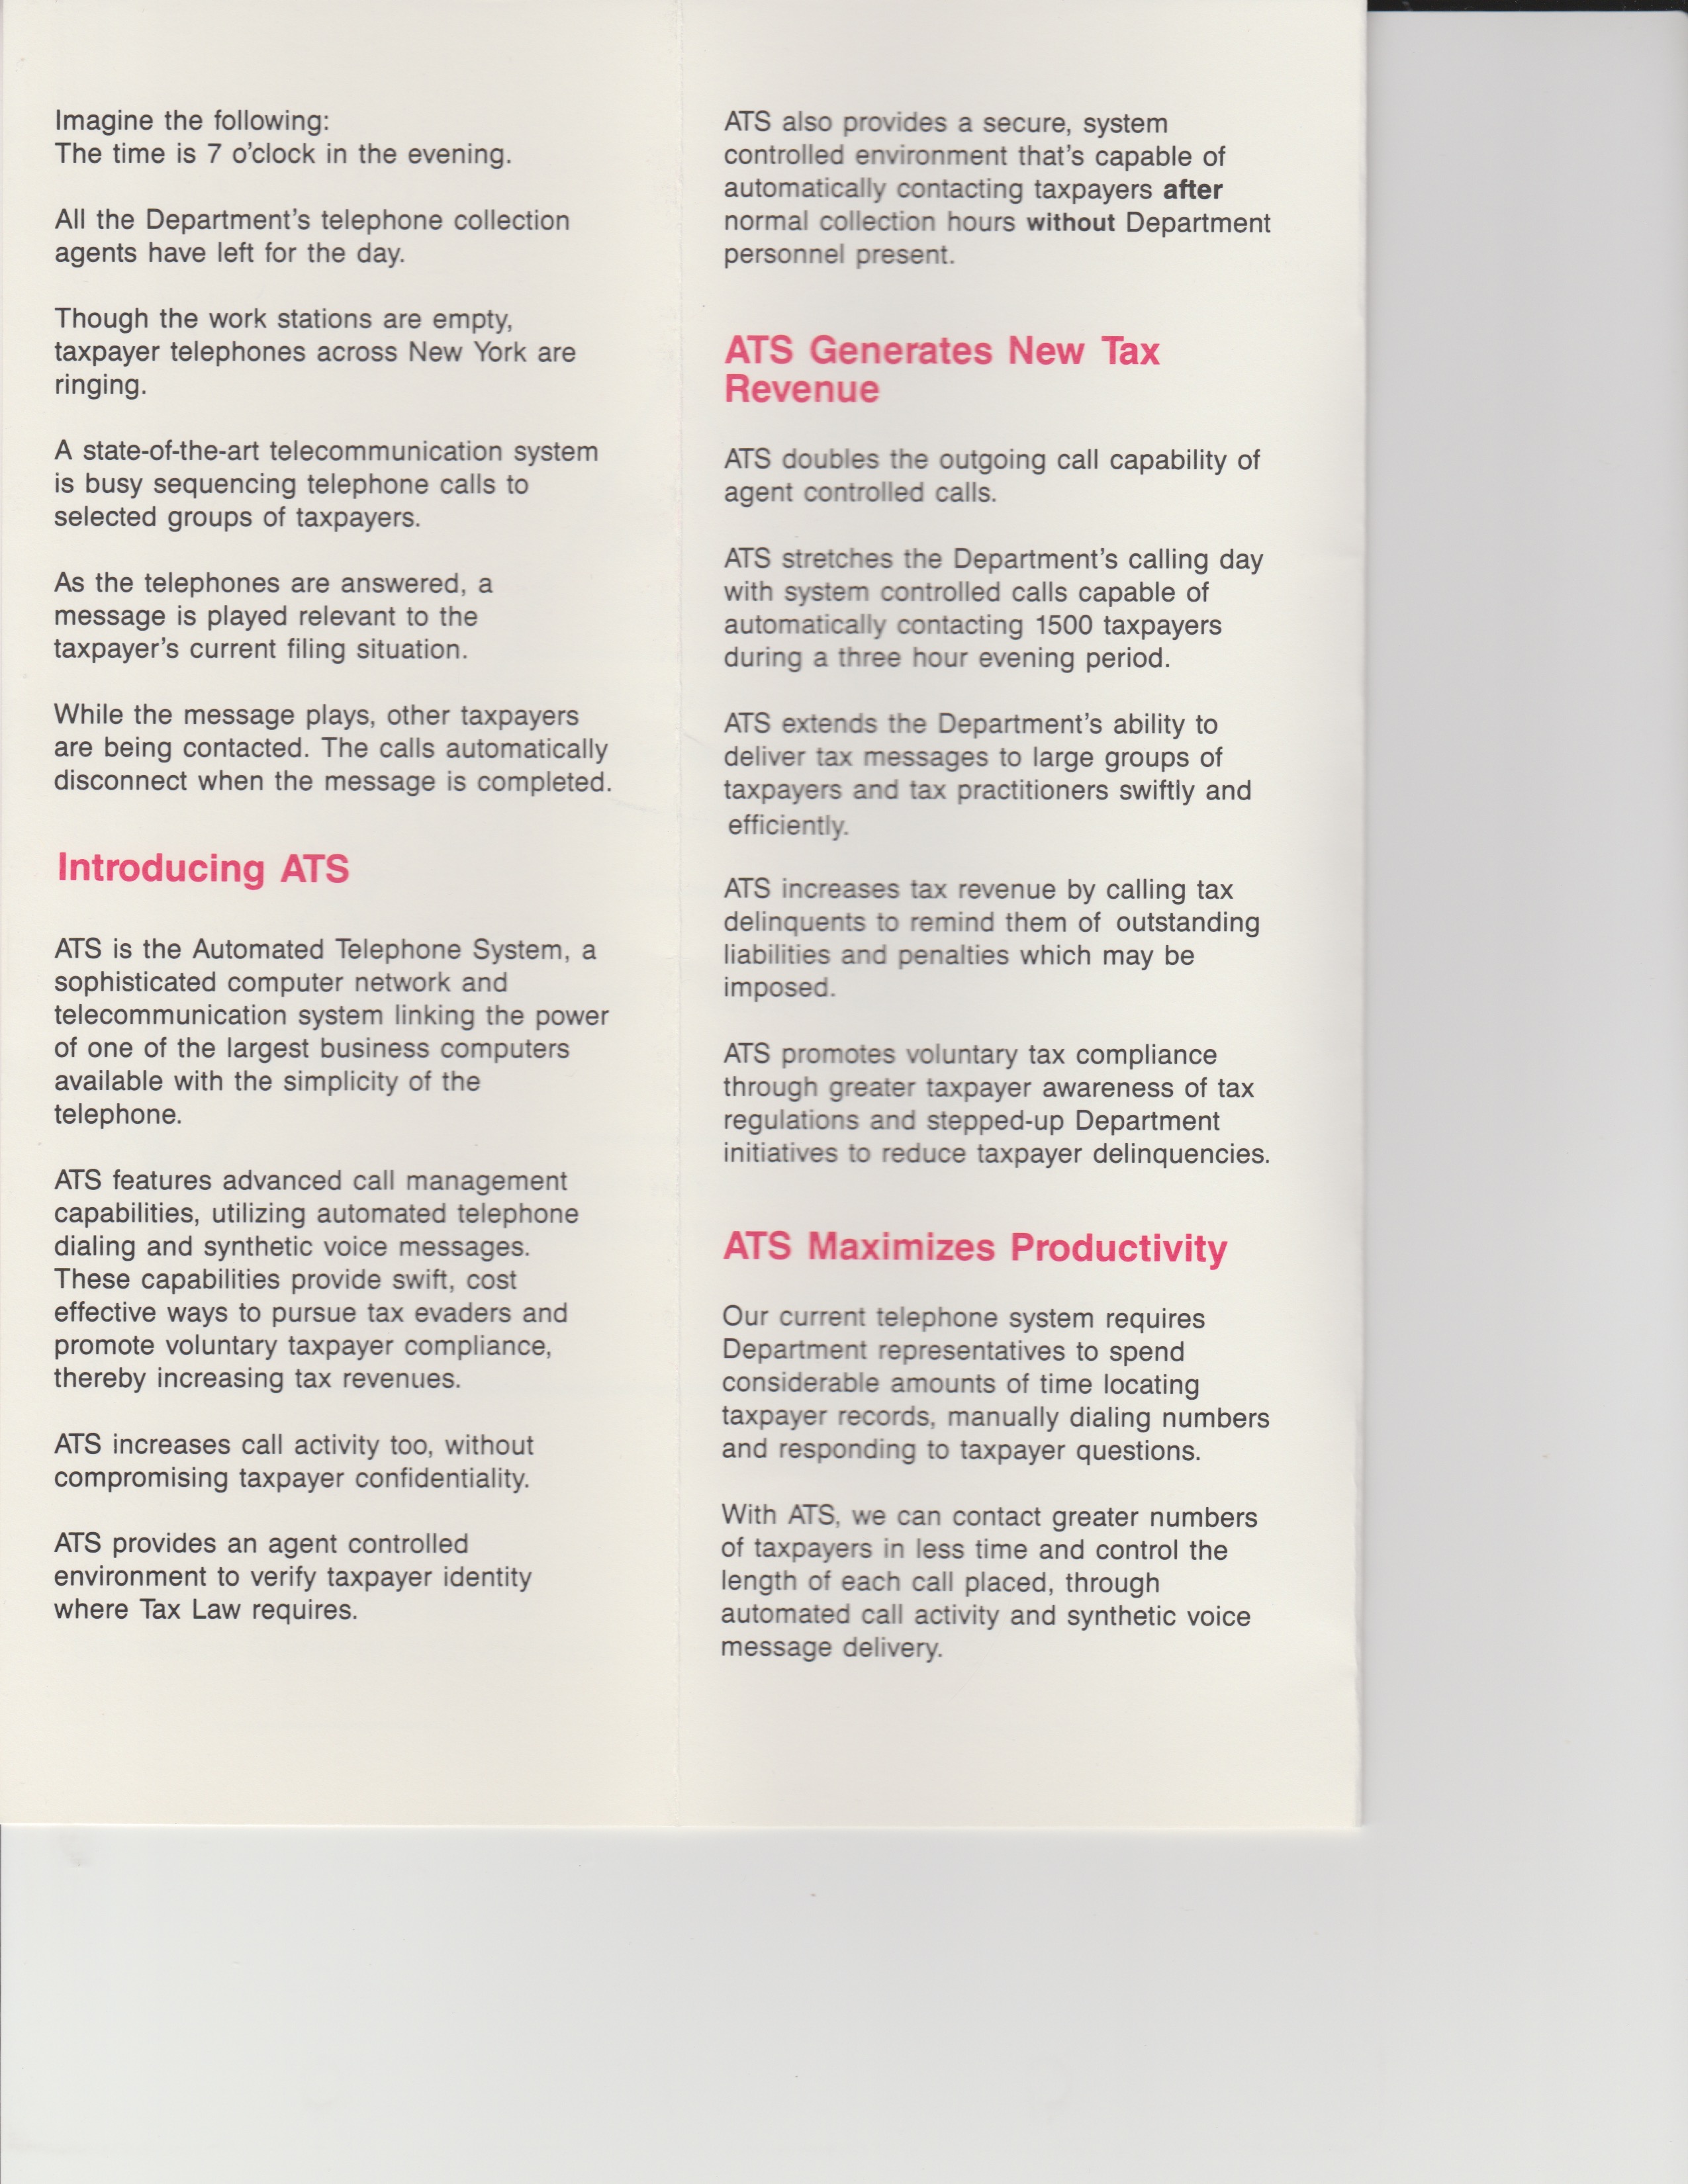 Imagine the following:
The time is 7 o'clock in the evening.
All the Department's telephone collection
agents have left for the day.
Though the work stations are empty,
taxpayer telephones across New York are
ringing.
A state-of-the-art telecommunication system
is busy sequencing telephone calls to
selected groups of taxpayers.
As the telephones are answered, a
message is played relevant to the
taxpayer's current filing situation.
While the message plays, other taxpayers
are being contacted. The calls automatically
disconnect when the message is completed.
Introducing ATS
ATS is the Automated Telephone System, a
sophisticated computer network and
telecommunication system linking the power
of one of the largest business computers
available with the simplicity of the
telephone.
ATS features advanced call management
capabilities, utilizing automated telephone
dialing and synthetic voice messages.
These capabilities provide swift, cost
effective ways to pursue tax evaders and
promote voluntary taxpayer compliance,
thereby increasing tax revenues.
ATS increases call activity too, without
compromising taxpayer confidentiality.
ATS provides an agent controlled
environment to verify taxpayer identity
where Tax Law requires.
ATS also provides a secure, system
controlled environment that's capable of
automatically contacting taxpayers after
normal collection hours without Department
personnel present.
ATS Generates New Tax
Revenue
ATS doubles the outgoing call capability of
agent controlled calls.
ATS stretches the Department's calling day
with system controlled calls capable of
automatically contacting 1500 taxpayers
during a three hour evening period.
ATS extends the Department's ability to
deliver tax messages to large groups of
taxpayers and tax practitioners swiftly and
efficiently.
ATS increases tax revenue by calling tax
delinquents to remind them of outstanding
liabilities and penalties which may be
imposed.
ATS promotes voluntary tax compliance
through greater taxpayer awareness of tax
regulations and stepped-up Department
initiatives to reduce taxpayer delinquencies.
ATS Maximizes Productivity
Our current telephone system requires
Department representatives to spend
considerable amounts of time locating
taxpayer records, manually dialing numbers
and responding to taxpayer questions.
With ATS, we can contact greater numbers
of taxpayers in less time and control the
length of each call placed, through
automated call activity and synthetic voice
message delivery.